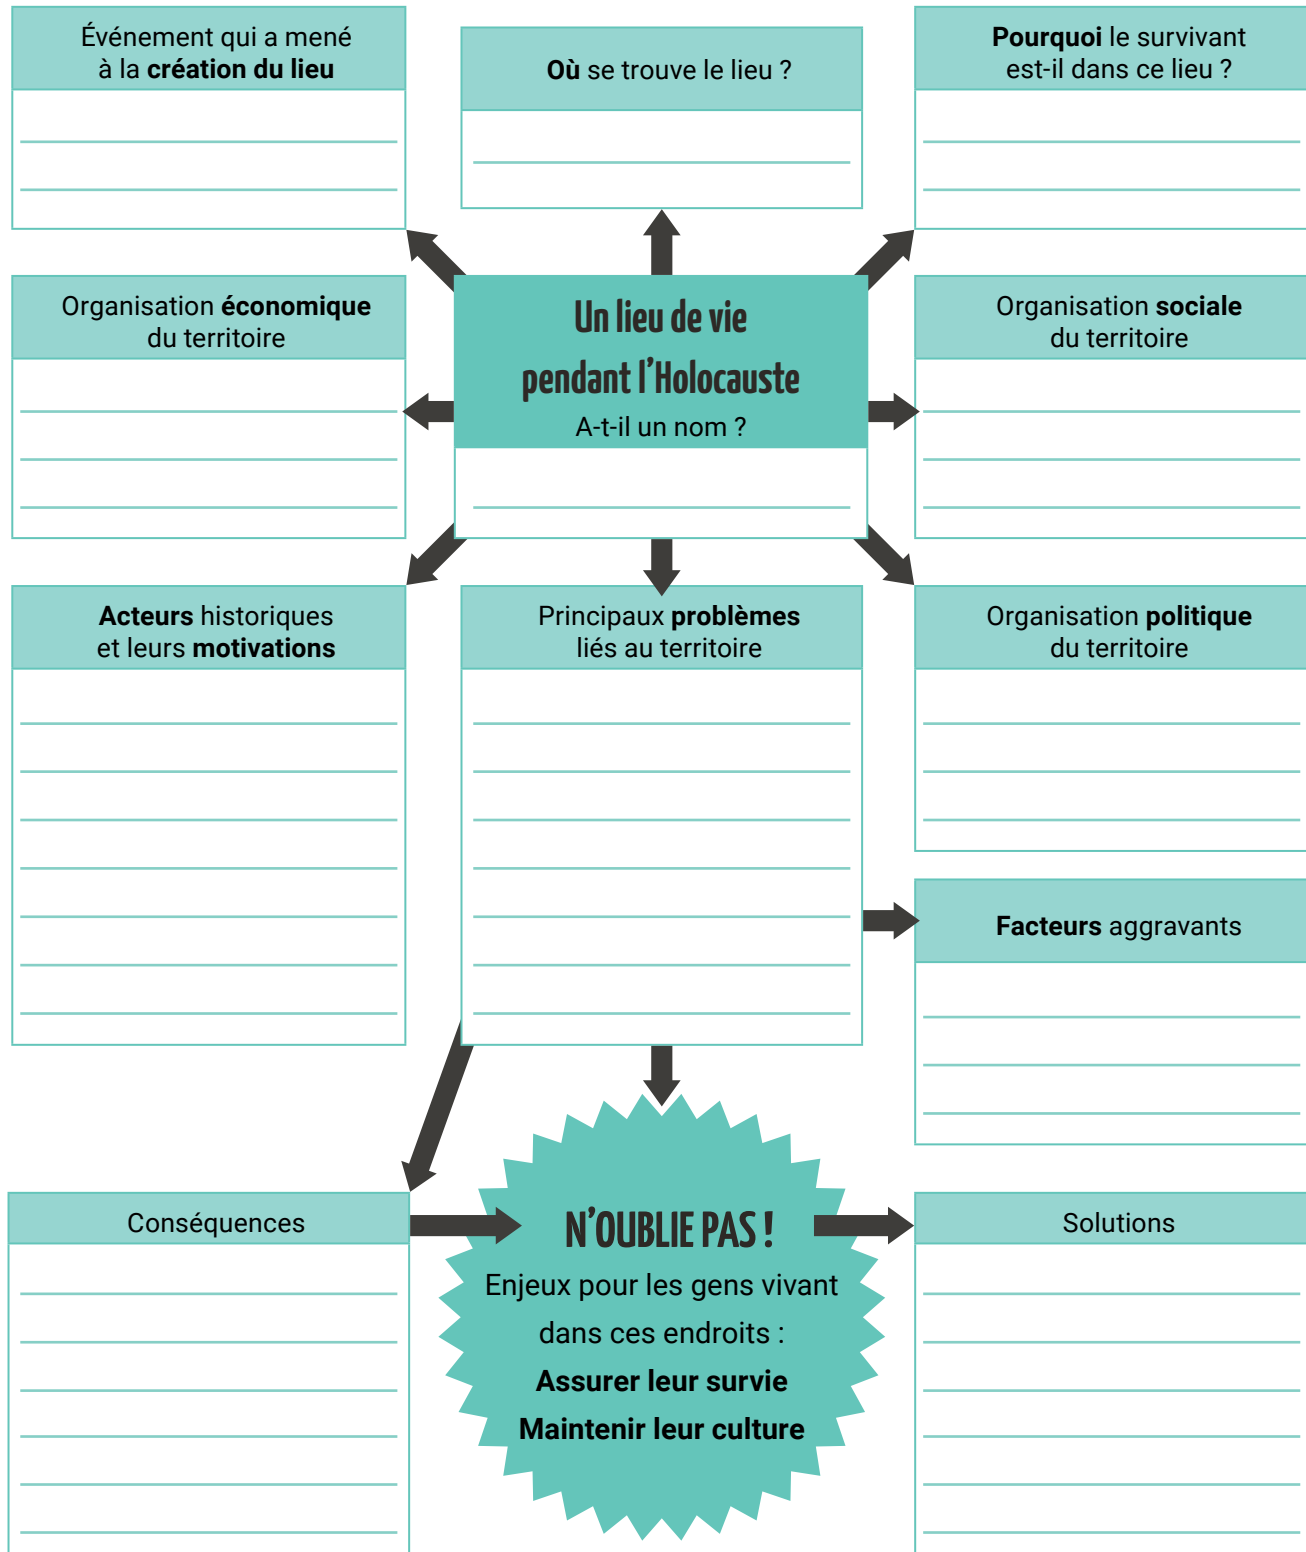 Événement qui a mené
à la création du lieu
Où se trouve le lieu ?
Pourquoi le survivant
est-il dans ce lieu ?
Organisation économique
du territoire
Un lieu de vie
pendant l'Holocauste
A-t-il un nom ?
Organisation sociale
du territoire
Acteurs historiques
et leurs motivations
Principaux problèmes
liés au territoire
Organisation politique
du territoire
Facteurs aggravants
Conséquences
N'OUBLIE PAS !
Enjeux pour les gens vivant
dans ces endroits :
Assurer leur survie
Maintenir leur culture
Solutions